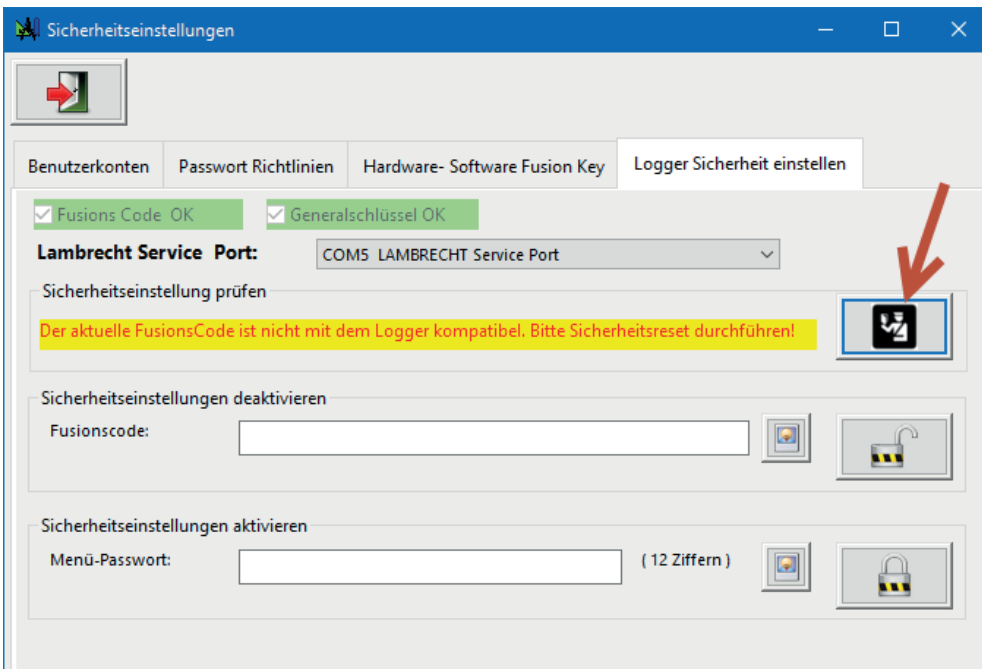 Sicherheitseinstellungen
Benutzerkonten Passwort Richtlinien Hardware- Software Fusion Key Logger Sicherheit einstellen
Fusions Code OK Generalschlüssel OK
Lambrecht Service Port: COM5 LAMBRECHT Service Port
Sicherheitseinstellung prüfen
Der aktuelle FusionsCode ist nicht mit dem Logger kompatibel. Bitte Sicherheitsreset durchführen!
Sicherheitseinstellungen deaktivieren
Fusionscode:
Sicherheitseinstellungen aktivieren
Menü-Passwort: ( 12 Ziffern )